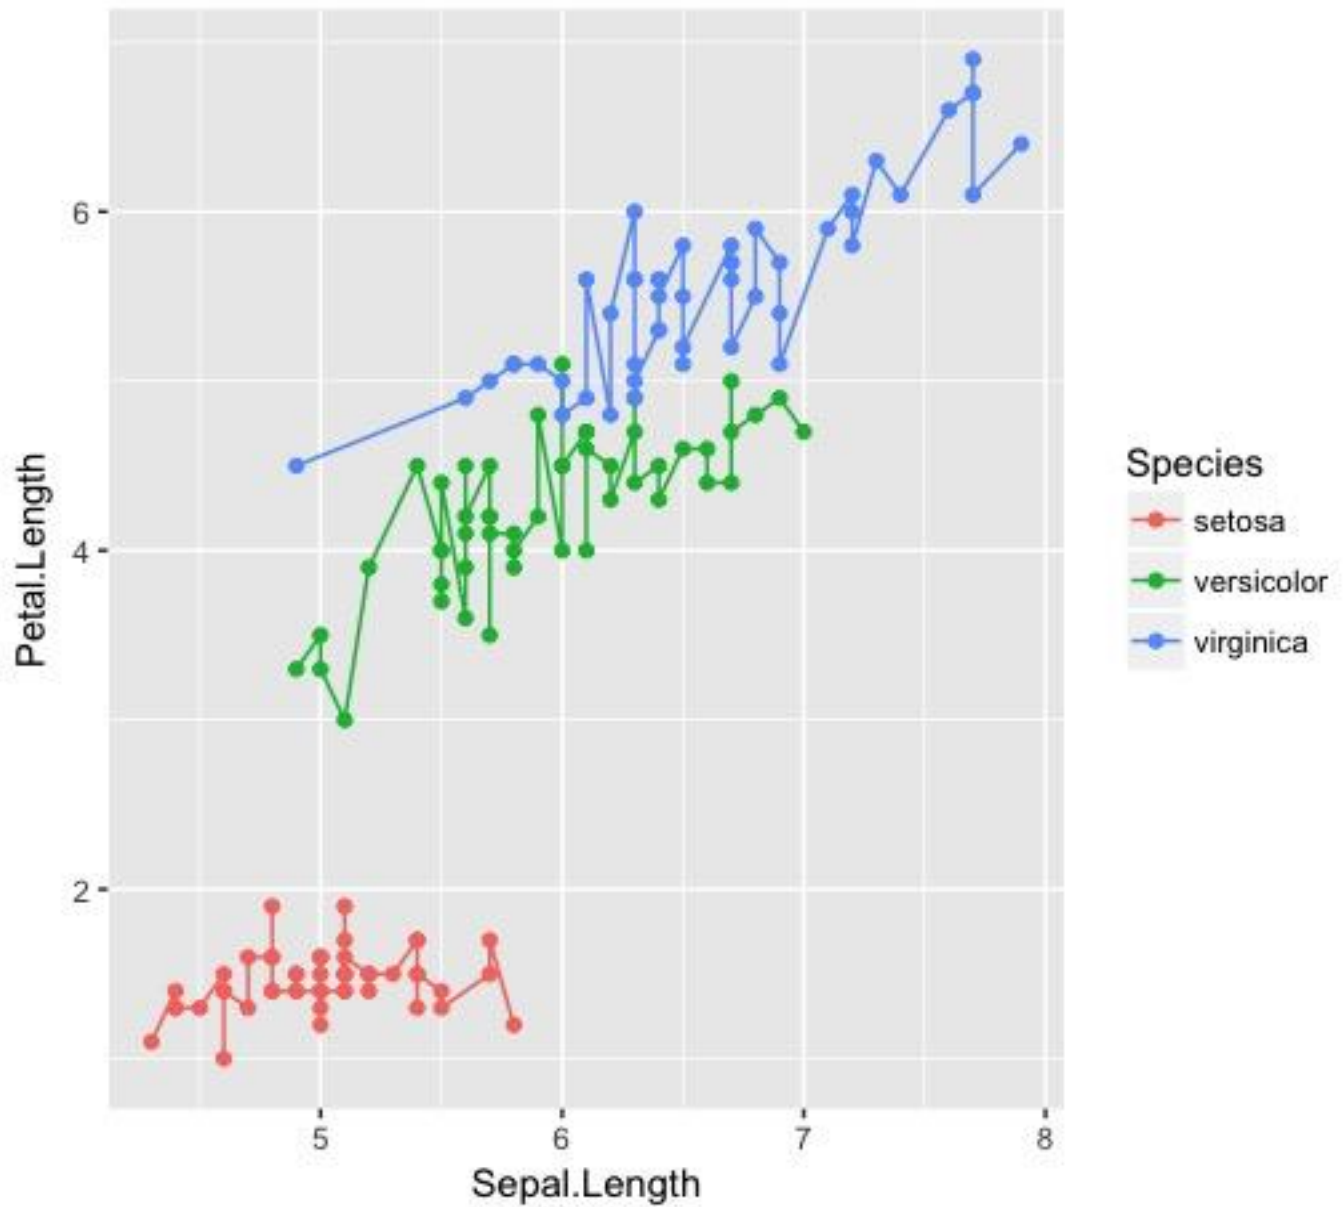 6
4
2
Petal.Length
5 6 7 8
Sepal.Length
Species
setosa
versicolor
virginica